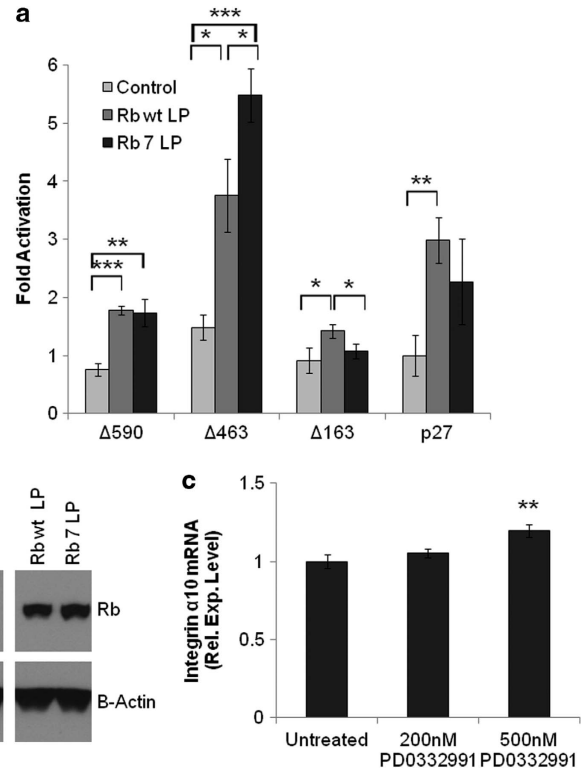 a
***
* *
6
5
4
3
2
1
0
Fold Activation
Control
Rb wt LP
Rb 7 LP
**
***
* *
**
Δ590 Δ463 Δ163 p27
Rb wt LP
Rb 7 LP
Rb
B-Actin
c
1.5
1
0.5
0
Integrin α10 mRNA
(Rel. Exp. Level)
**
Untreated 200nM 500nM
PD0332991 PD0332991